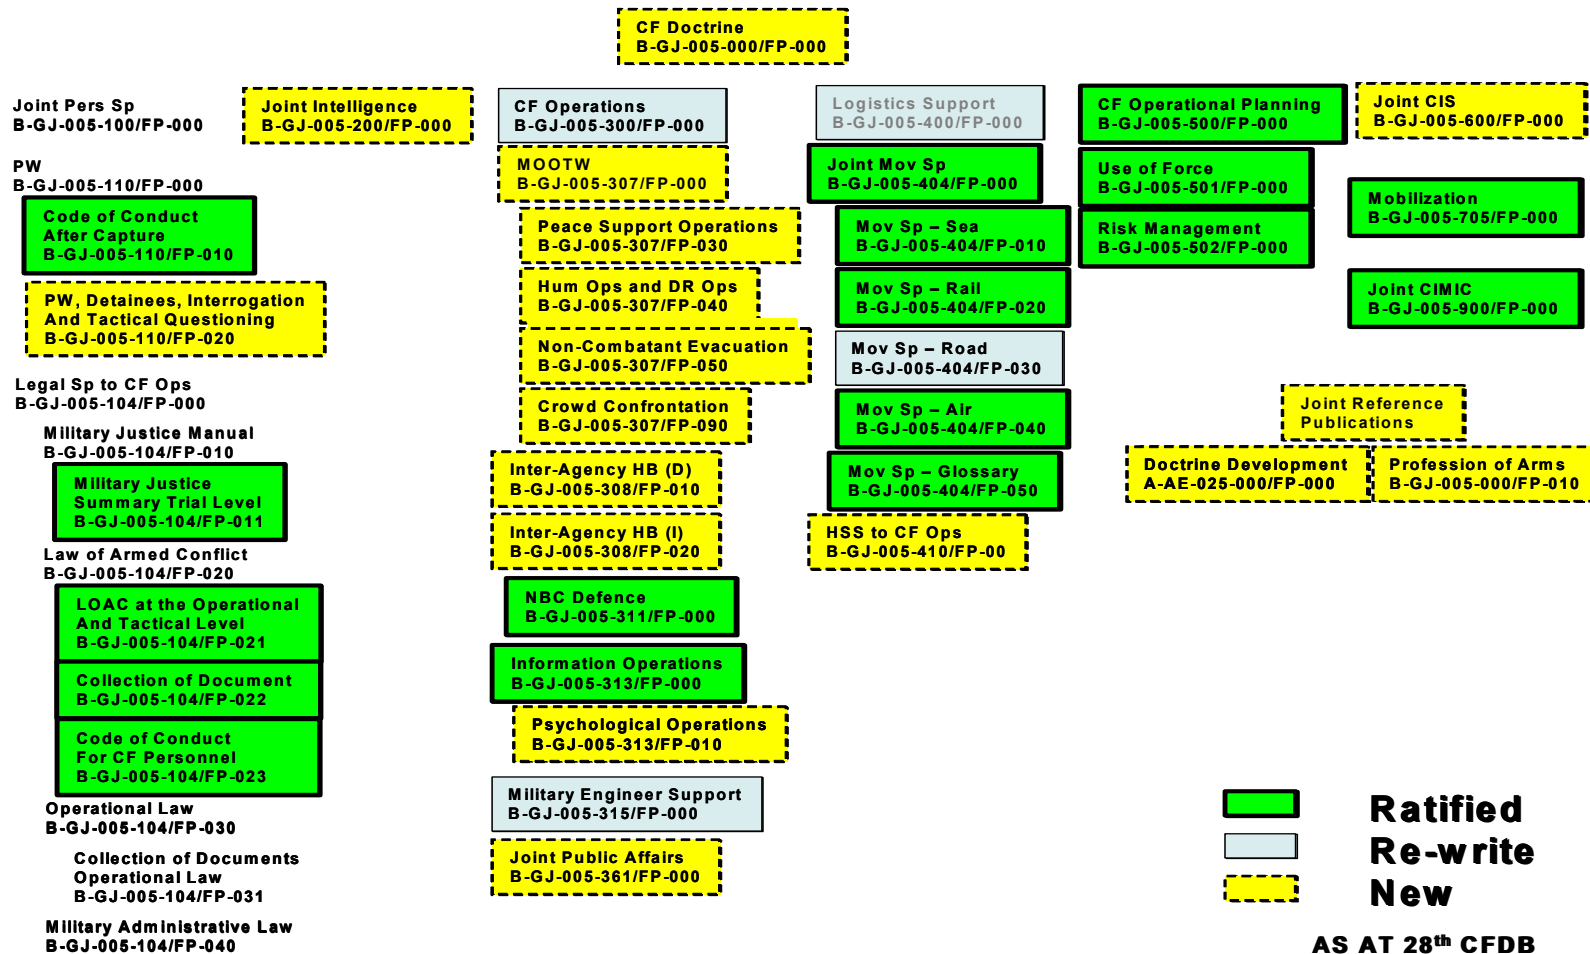 CF Doctrine
B-GJ-005-000/FP-000
Joint Pers Sp
B-GJ-005-100/FP-000
PW
B-GJ-005-110/FP-000
Code of Conduct
After Capture
B-GJ-005-110/FP-010
PW, Detainees, Interrogation
And Tactical Questioning
B-GJ-005-110/FP-020
Legal Sp to CF Ops
B-GJ-005-104/FP-000
Military Justice Manual
B-GJ-005-104/FP-010
Military Justice
Summary Trial Level
B-GJ-005-104/FP-011
Law of Armed Conflict
B-GJ-005-104/FP-020
LOAC at the Operational
And Tactical Level
B-GJ-005-104/FP-021
Collection of Document
B-GJ-005-104/FP-022
Code of Conduct
For CF Personnel
B-GJ-005-104/FP-023
Operational Law
B-GJ-005-104/FP-030
Collection of Documents
Operational Law
B-GJ-005-104/FP-031
Military Administrative Law
B-GJ-005-104/FP-040
Joint Intelligence
B-GJ-005-200/FP-000
CF Operations
B-GJ-005-300/FP-000
MOOTW
B-GJ-005-307/FP-000
Peace Support Operations
B-GJ-005-307/FP-030
Hum Ops and DR Ops
B-GJ-005-307/FP-040
Non-Combatant Evacuation
B-GJ-005-307/FP-050
Crowd Confrontation
B-GJ-005-307/FP-090
Inter-Agency HB (D)
B-GJ-005-308/FP-010
Inter-Agency HB (I)
B-GJ-005-308/FP-020
NBC Defence
B-GJ-005-311/FP-000
Information Operations
B-GJ-005-313/FP-000
Psychological Operations
B-GJ-005-313/FP-010
Military Engineer Support
B-GJ-005-315/FP-000
Joint Public Affairs
B-GJ-005-361/FP-000
Logistics Support
B-GJ-005-400/FP-000
Joint Mov Sp
B-GJ-005-404/FP-000
Mov Sp – Sea
B-GJ-005-404/FP-010
Mov Sp – Rail
B-GJ-005-404/FP-020
Mov Sp – Road
B-GJ-005-404/FP-030
Mov Sp – Air
B-GJ-005-404/FP-040
Mov Sp – Glossary
B-GJ-005-404/FP-050
HSS to CF Ops
B-GJ-005-410/FP-00
CF Operational Planning
B-GJ-005-500/FP-000
Use of Force
B-GJ-005-501/FP-000
Risk Management
B-GJ-005-502/FP-000
Joint CIS
B-GJ-005-600/FP-000
Mobilization
B-GJ-005-705/FP-000
Joint CIMIC
B-GJ-005-900/FP-000
Joint Reference
Publications
Doctrine Development
A-AE-025-000/FP-000
Profession of Arms
B-GJ-005-000/FP-010
Ratified
Re-write
New
AS AT 28th CFDB